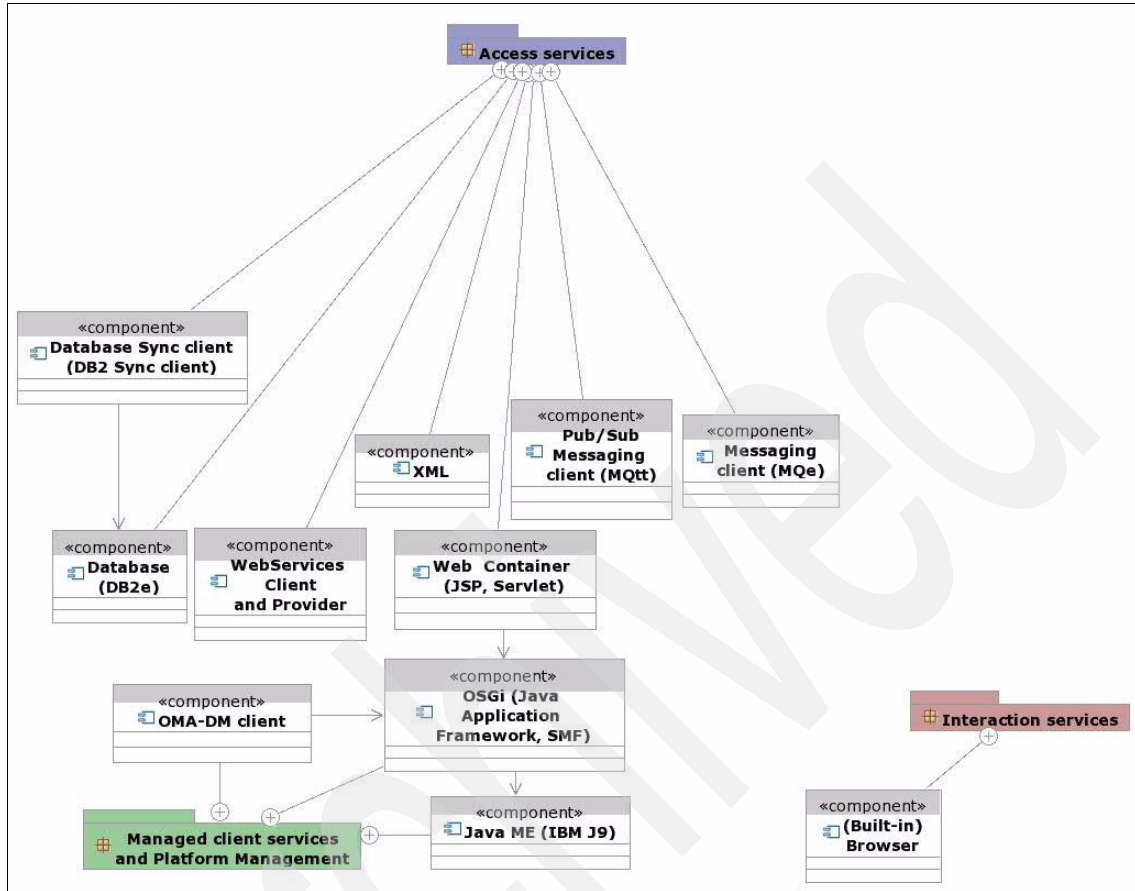 Access services
«component»
Database Sync client
(DB2 Sync client)
«component»
Pub/Sub
Messaging
client (MQtt)
«component»
Messaging
client (MQe)
«component»
XML
«component»
Database
(DB2e)
«component»
WebServices
Client
and Provider
«component»
Web Container
(JSP, Servlet)
«component»
OSGi (Java
Application
Framework, SMF)
«component»
OMA-DM client
Interaction services
«component»
Java ME (IBM J9)
«component»
(Built-in)
Browser
Managed client services
and Platform Management